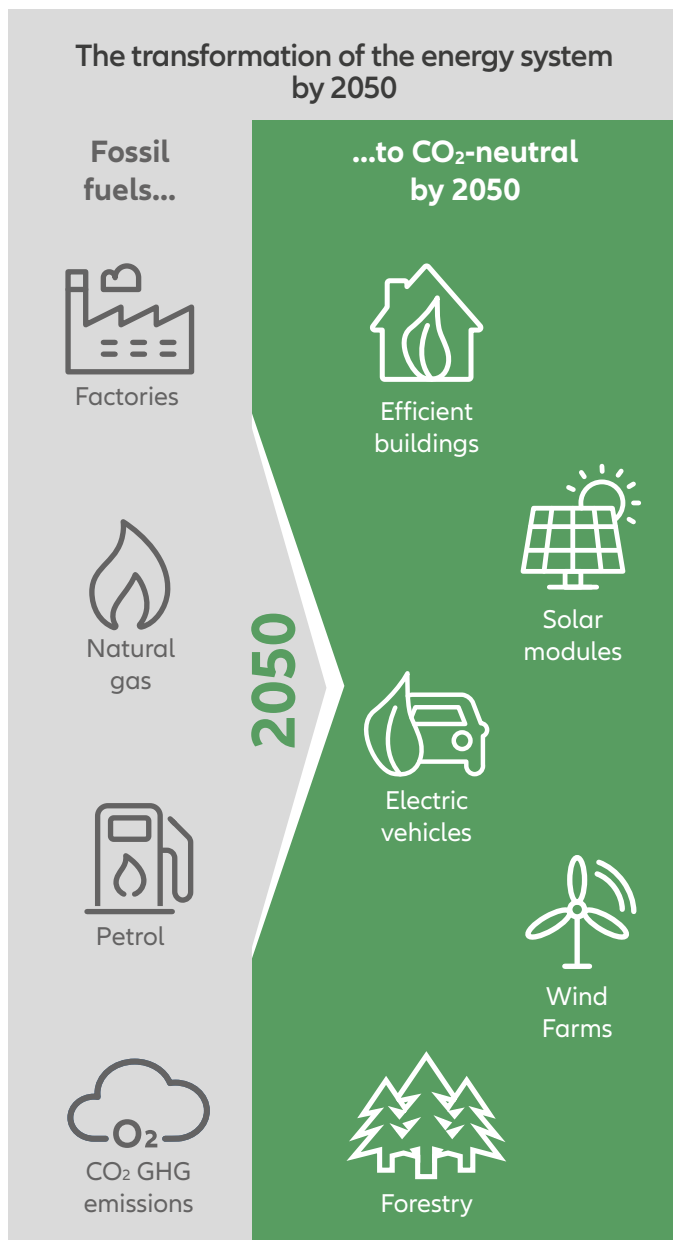 The transformation of the energy system
by 2050
Fossil
fuels...
Factories
Natural
gas
Petrol
O₂
CO₂ GHG
emissions
2050
...to CO₂-neutral
by 2050
Efficient
buildings
Solar
modules
Electric
vehicles
Wind
Farms
Forestry